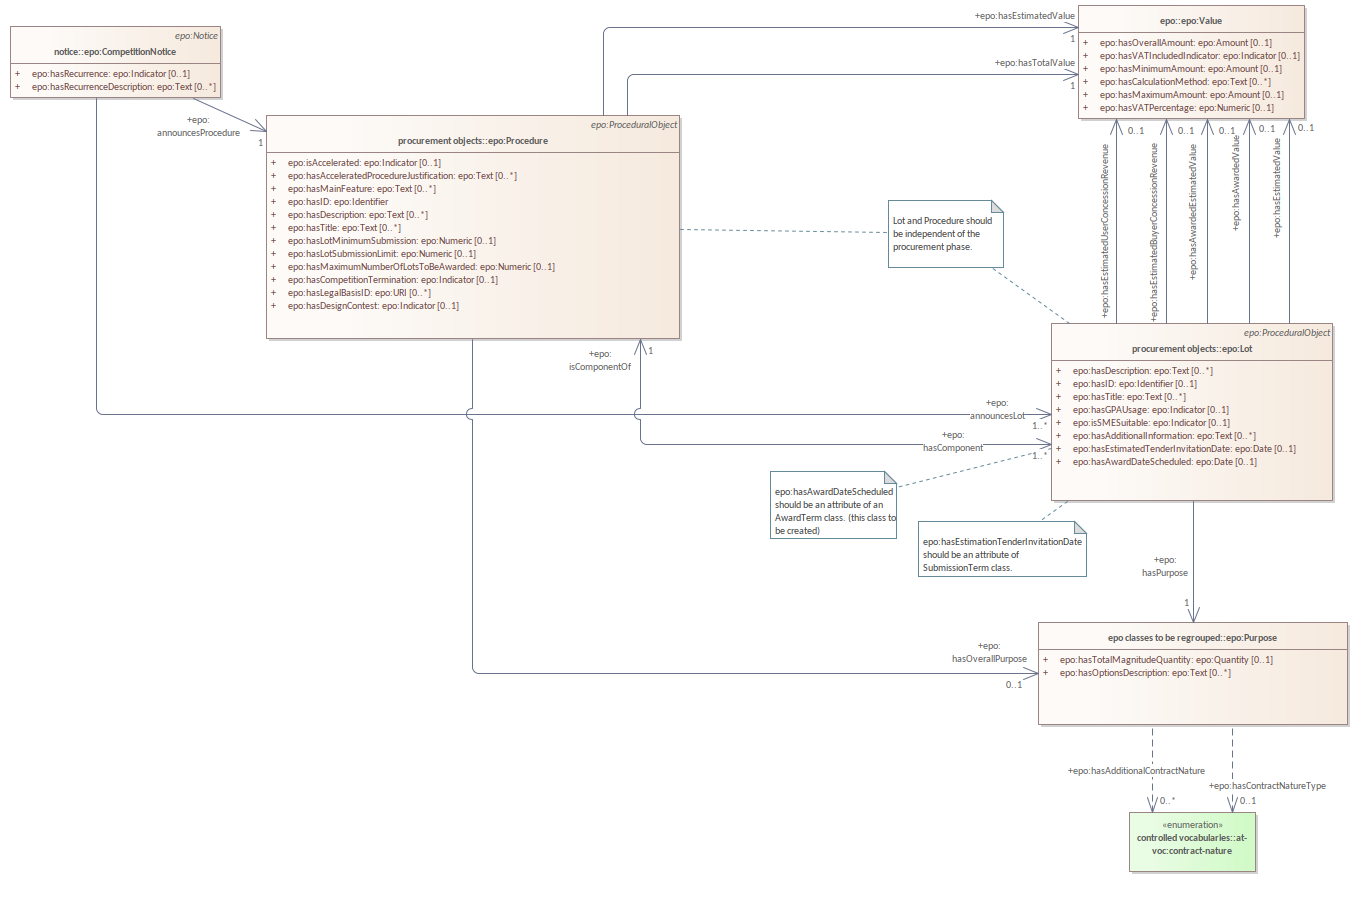 epo:Notice
notice::epo:CompetitionNotice
+ epo:hasRecurrence: epo:Indicator [0..1]
+ epo:hasRecurrenceDescription: epo:Text [0..*]
+epo:
announcesProcedure
1
epo:ProceduralObject
procurement objects::epo:Procedure
+ epo:isAccelerated: epo:Indicator [0..1]
+ epo:hasAcceleratedProcedureJustification: epo:Text [0..*]
+ epo:hasMainFeature: epo:Text [0..*]
+ epo:hasID: epo:Identifier
+ epo:hasDescription: epo:Text [0..*]
+ epo:hasTitle: epo:Text [0..*]
+ epo:hasLotMinimumSubmission: epo:Numeric [0..1]
+ epo:hasLotSubmissionLimit: epo:Numeric [0..1]
+ epo:hasMaximumNumberOfLotsToBeAwarded: epo:Numeric [0..1]
+ epo:hasCompetitionTermination: epo:Indicator [0..1]
+ epo:hasLegalBasisID: epo:URI [0..*]
+ epo:hasDesignContest: epo:Indicator [0..1]
+epo:hasEstimatedValue
1
+epo:hasTotalValue
1
epo::epo:Value
+ epo:hasOverallAmount: epo:Amount [0..1]
+ epo:hasVATIncludedIndicator: epo:Indicator [0..1]
+ epo:hasMinimumAmount: epo:Amount [0..1]
+ epo:hasCalculationMethod: epo:Text [0..*]
+ epo:hasMaximumAmount: epo:Amount [0..1]
+ epo:hasVATPercentage: epo:Numeric [0..1]
0..1
0..1
0..1
0..1
0..1
+epo:hasEstimatedUserConcessionRevenue
+epo:hasEstimatedBuyerConcessionRevenue
+epo:hasAwardedEstimatedValue
+epo:hasAwardedValue
+epo:hasEstimatedValue
Lot and Procedure should
be independent of the
procurement phase.
epo:ProceduralObject
procurement objects::epo:Lot
+ epo:hasDescription: epo:Text [0..*]
+ epo:hasID: epo:Identifier [0..1]
+ epo:hasTitle: epo:Text [0..*]
+ epo:hasGPAUsage: epo:Indicator [0..1]
+ epo:isSMESuitable: epo:Indicator [0..1]
+ epo:hasAdditionalInformation: epo:Text [0..*]
+ epo:hasEstimatedTenderInvitationDate: epo:Date [0..1]
+ epo:hasAwardDateScheduled: epo:Date [0..1]
+epo:
isComponentOf
1
+epo:
announcesLot
1..*
+epo:
hasComponent
1..*
epo:hasAwardDateScheduled
should be an attribute of an
AwardTerm class. (this class to
be created)
epo:hasEstimationTenderInvitationDate
should be an attribute of
SubmissionTerm class.
+epo:
hasPurpose
1
+epo:
hasOverallPurpose
0..1
epo classes to be regrouped::epo:Purpose
+ epo:hasTotalMagnitudeQuantity: epo:Quantity [0..1]
+ epo:hasOptionsDescription: epo:Text [0..*]
+epo:hasAdditionalContractNature
0..*
+epo:hasContractNatureType
0..1
«enumeration»
controlled vocabularies::at-
voc:contract-nature